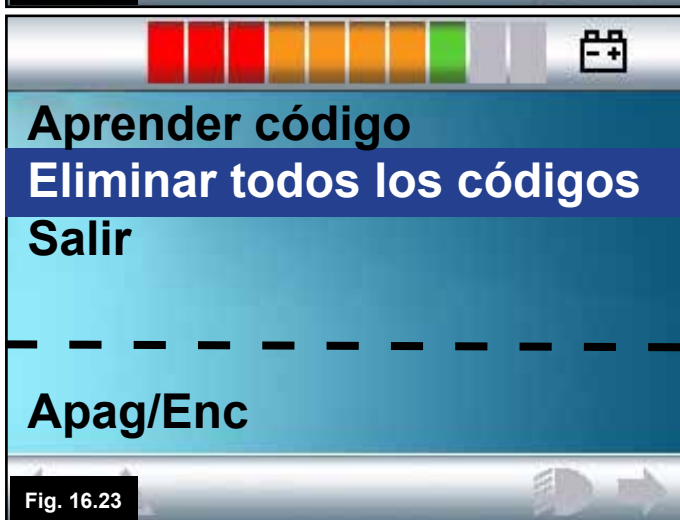 Aprender código
Eliminar todos los códigos
Salir
Apag/Enc
Fig. 16.23